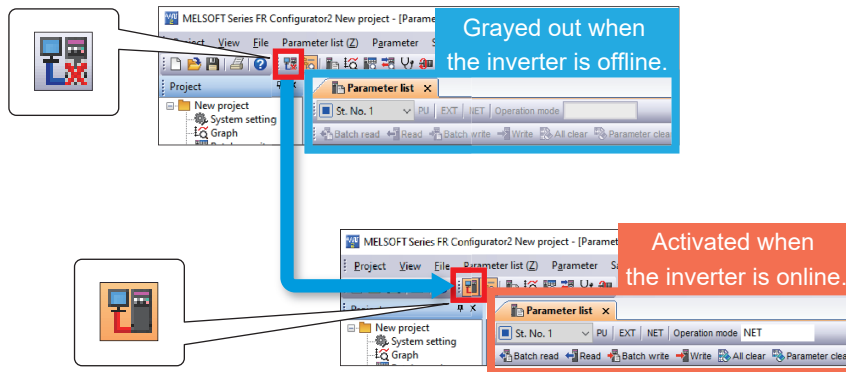 MELSOFT Series FR Configurator2 New project - [Parame
Grayed out when
the inverter is offline.
Project View File Parameter list (Z) Parameter S
Project
Parameter list x
New project
System setting
Graph
St. No. 1 PU EXT NET Operation mode
Batch read Read Batch write Write All clear Parameter clea
MELSOFT Series FR Configurator2 New project - [Paramet
Activated when
the inverter is online.
Project View File Parameter list (Z) Parameter Sa
Parameter list x
New project
System setting
Graph
St. No. 1 PU EXT NET Operation mode NET
Batch read Read Batch write Write All clear Parameter clea